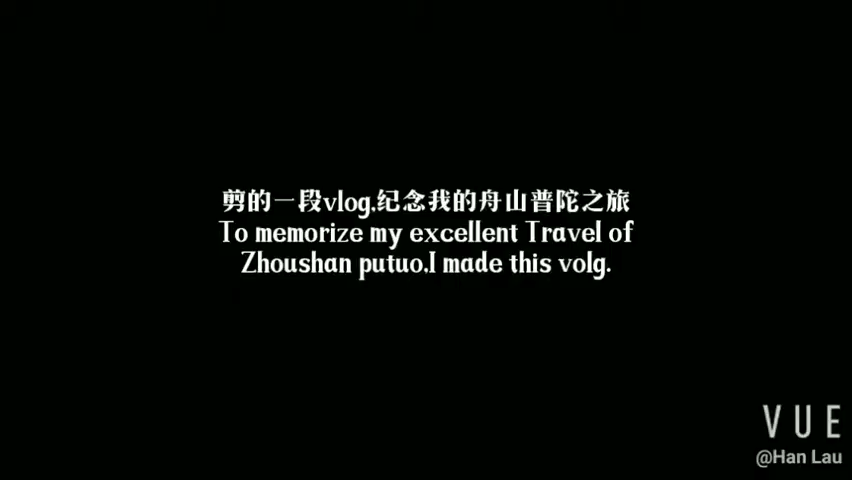 剪的一段vlog,纪念我的舟山普陀之旅
To memorize my excellent Travel of
Zhoushan putuo,I made this volg.
VUE
@Han Lau